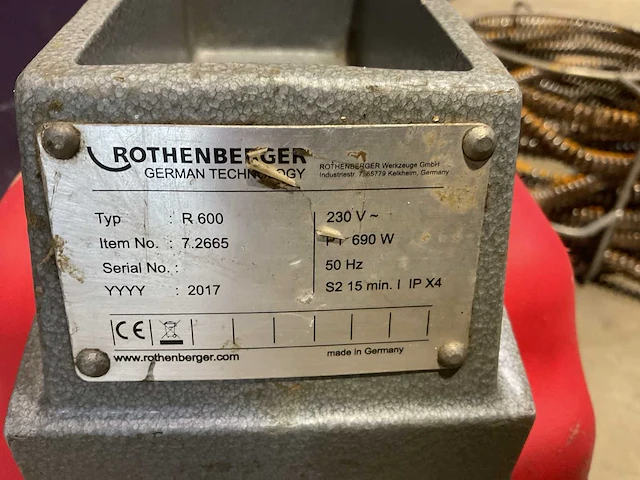 ROTHENBERGER
GERMAN TECHNOLOGY
ROTHENBERGER Werkzeuge GmbH
Industriestr. 7, 65779 Kelkheim, Germany
Typ : R 600
Item No. : 7.2665
Serial No. :
YYYY : 2017
230 V ~
P1 690 W
50 Hz
S2 15 min. I IP X4
CE
www.rothenberger.com
made in Germany